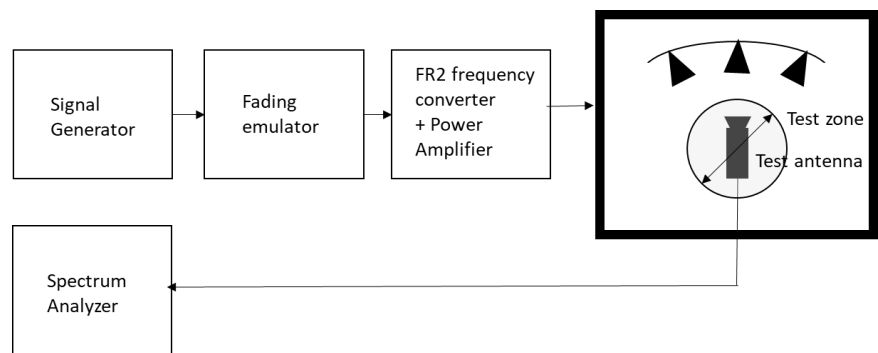 Signal
Generator
Fading
emulator
FR2 frequency
converter
+ Power
Amplifier
Test zone
Test antenna
Spectrum
Analyzer